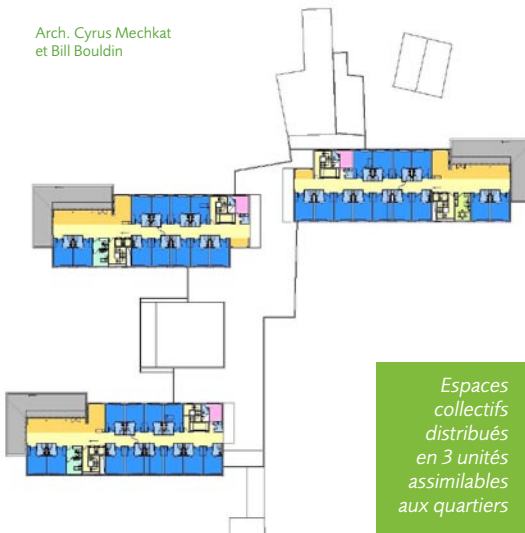 Arch. Cyrus Mechkat
et Bill Bouldin
Espaces
collectifs
distribués
en 3 unités
assimilables
aux quartiers